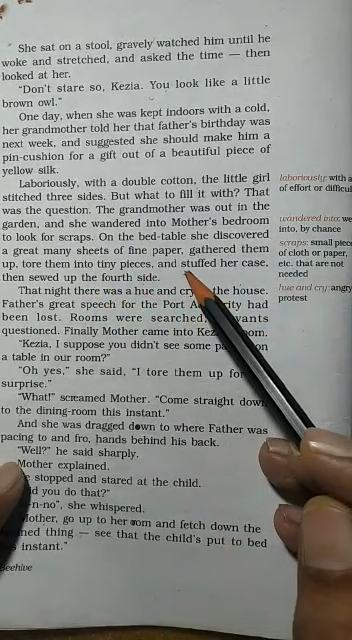 She sat on a stool, gravely watched him until he
woke and stretched, and asked the time — then
looked at her.
"Don't stare so, Kezia. You look like a little
brown owl."
One day, when she was kept indoors with a cold,
her grandmother told her that father's birthday was
next week, and suggested she should make him a
pin-cushion for a gift out of a beautiful piece of
yellow silk.
Laboriously, with a double cotton, the little girl
stitched three sides. But what to fill it with? That
was the question. The grandmother was out in the
garden, and she wandered into Mother's bedroom
to look for scraps. On the bed-table she discovered
a great many sheets of fine paper, gathered them
up, tore them into tiny pieces, and stuffed her case,
then sewed up the fourth side.
That night there was a hue and cry the house.
Father's great speech for the Port had
been lost. Rooms were searched,
questioned. Finally Mother came into
"Kezia, I suppose you didn't see some on
a table in our room?"
"Oh yes," she said, "I tore them up for
surprise."
"What!" screamed Mother. "Come straight down
to the dining-room this instant."
And she was dragged down to where Father was
pacing to and fro, hands behind his back.
"Well?" he said sharply.
Mother explained.
stopped and stared at the child.
you do that?"
she whispered.
go up to her and fetch down the
thing — see that the child's put to bed
instant."
Beehive
laboriously: with a
of effort or
wandered into:
into, by chance
scraps: small
of cloth or paper,
etc. that are not
needed
hue and cry: angry
protest